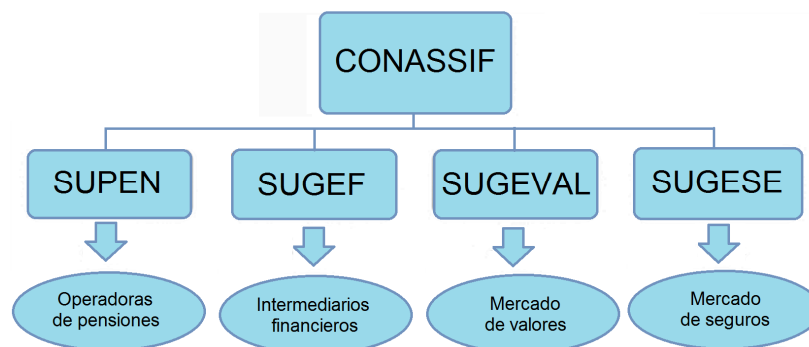 CONASSIF
SUPEN
SUGEF
SUGEVAL
SUGESE
Operadoras
de pensiones
Intermediarios
financieros
Mercado
de valores
Mercado
de seguros